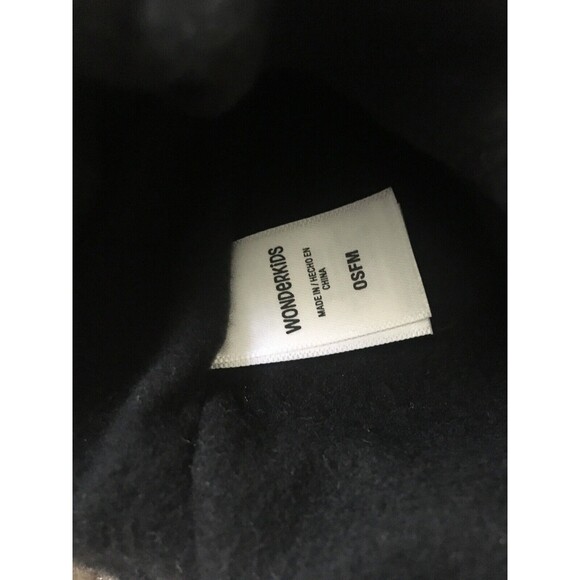 WONDERKIDS
MADE IN / HECHO EN
CHINA
OSFM